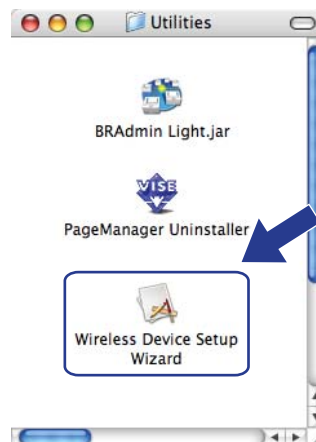 Utilities
BRAdmin Light.jar
VISE
PageManager Uninstaller
Wireless Device Setup
Wizard